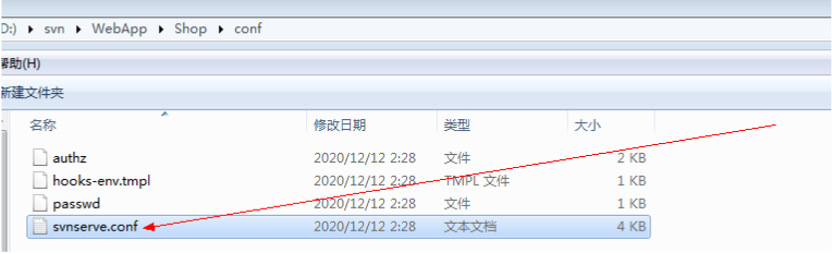 D:) ▸ svn ▸ WebApp ▸ Shop ▸ conf
帮助(H)
新建文件夹
名称 修改日期 类型 大小
authz 2020/12/12 2:28 文件 2 KB
hooks-env.tmpl 2020/12/12 2:28 TMPL 文件 1 KB
passwd 2020/12/12 2:28 文件 1 KB
svnserve.conf 2020/12/12 2:28 文本文档 4 KB